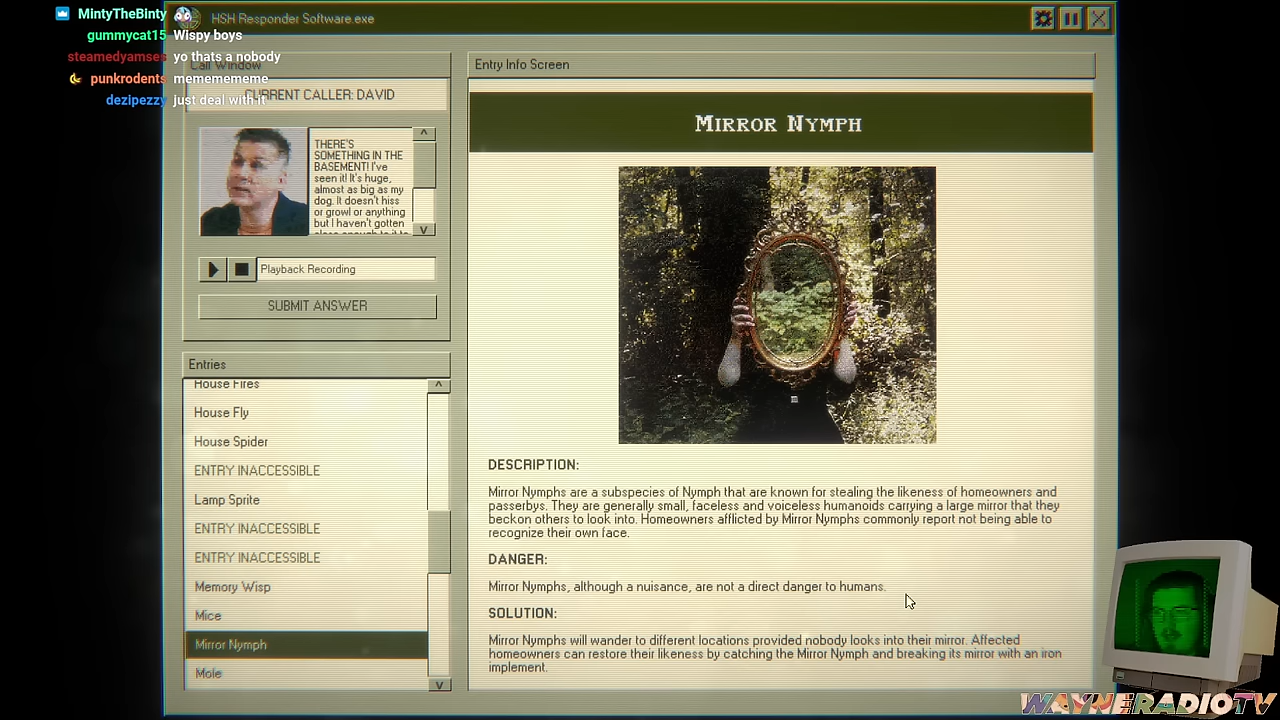 MintyTheBinty
gummycat15 Wispy boys
steamedyamses yo thats a nobody
punkrodents mememememe
dezipezzy just deal with it
HSH Responder Software.exe
Call Window
CURRENT CALLER: DAVID
THERE'S
SOMETHING IN THE
BASEMENT! I've
seen it! It's huge,
almost as big as my
dog. It doesn't hiss
or growl or anything
but I haven't gotten
Playback Recording
SUBMIT ANSWER
Entries
House Fires
House Fly
House Spider
ENTRY INACCESSIBLE
Lamp Sprite
ENTRY INACCESSIBLE
ENTRY INACCESSIBLE
Memory Wisp
Mice
Mirror Nymph
Mole
Entry Info Screen
Mirror Nymph
DESCRIPTION:
Mirror Nymphs are a subspecies of Nymph that are known for stealing the likeness of homeowners and
passerbys. They are generally small, faceless and voiceless humanoids carrying a large mirror that they
beckon others to look into. Homeowners afflicted by Mirror Nymphs commonly report not being able to
recognize their own face.
DANGER:
Mirror Nymphs, although a nuisance, are not a direct danger to humans.
SOLUTION:
Mirror Nymphs will wander to different locations provided nobody looks into their mirror. Affected
homeowners can restore their likeness by catching the Mirror Nymph and breaking its mirror with an iron
implement.
WAYNERADIOTV